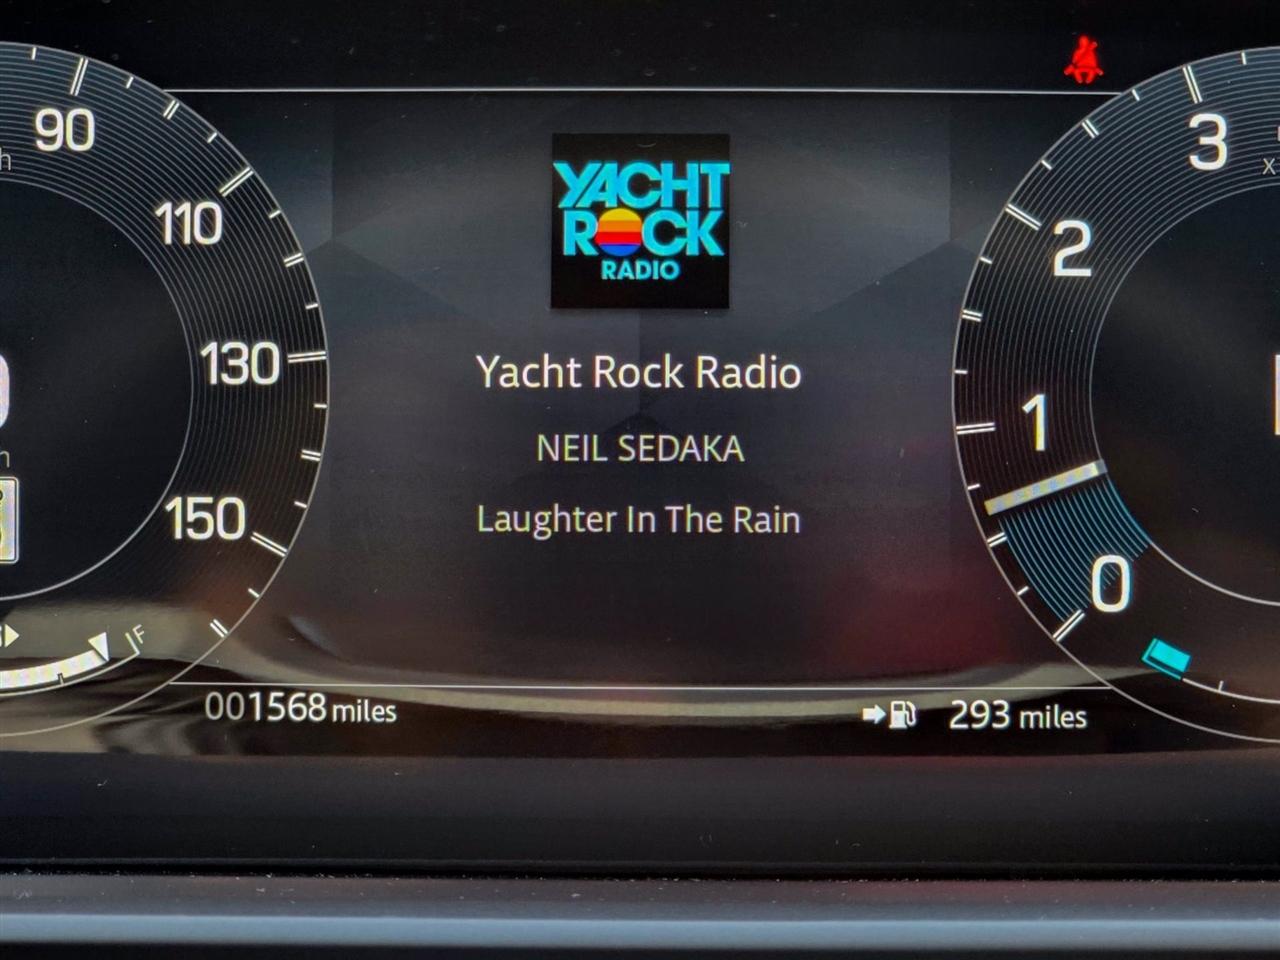 90
110
130
150
F
3
2
1
0
YACHT
ROCK
RADIO
Yacht Rock Radio
NEIL SEDAKA
Laughter In The Rain
001568 miles
293 miles